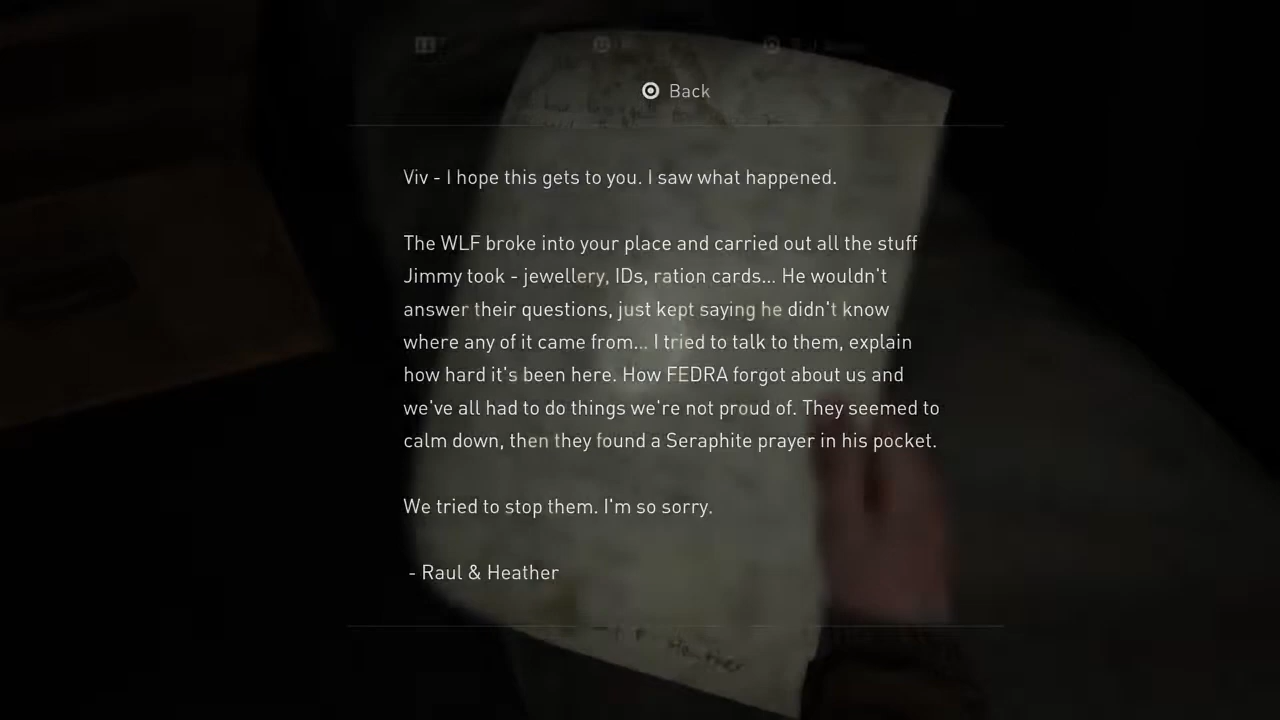 Back
Viv - I hope this gets to you. I saw what happened.
The WLF broke into your place and carried out all the stuff
Jimmy took - jewellery, IDs, ration cards... He wouldn't
answer their questions, just kept saying he didn't know
where any of it came from... I tried to talk to them, explain
how hard it's been here. How FEDRA forgot about us and
we've all had to do things we're not proud of. They seemed to
calm down, then they found a Seraphite prayer in his pocket.
We tried to stop them. I'm so sorry.
- Raul & Heather
Heather